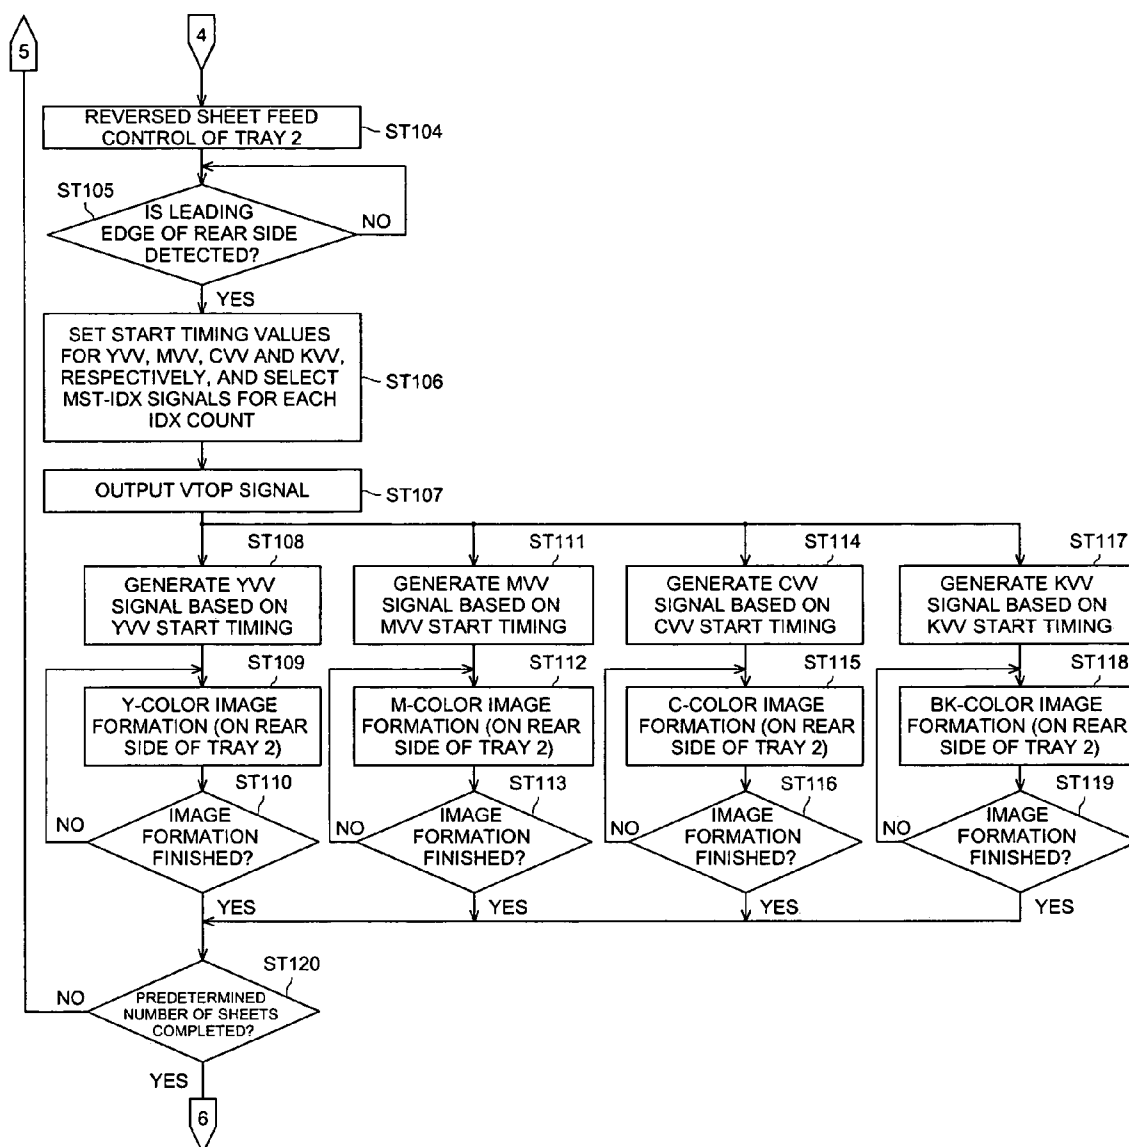 5
4
REVERSED SHEET FEED
CONTROL OF TRAY 2
ST104
ST105
IS LEADING
EDGE OF REAR SIDE
DETECTED?
NO
YES
SET START TIMING VALUES
FOR YVV, MVV, CVV AND KVV,
RESPECTIVELY, AND SELECT
MST-IDX SIGNALS FOR EACH
IDX COUNT
ST106
OUTPUT VTOP SIGNAL
ST107
ST108
ST111
ST114
ST117
GENERATE YVV
SIGNAL BASED ON
YVV START TIMING
GENERATE MVV
SIGNAL BASED ON
MVV START TIMING
GENERATE CVV
SIGNAL BASED ON
CVV START TIMING
GENERATE KVV
SIGNAL BASED ON
KVV START TIMING
ST109
ST112
ST115
ST118
Y-COLOR IMAGE
FORMATION (ON REAR
SIDE OF TRAY 2)
M-COLOR IMAGE
FORMATION (ON REAR
SIDE OF TRAY 2)
C-COLOR IMAGE
FORMATION (ON REAR
SIDE OF TRAY 2)
BK-COLOR IMAGE
FORMATION (ON REAR
SIDE OF TRAY 2)
ST110
ST113
ST116
ST119
NO
IMAGE
FORMATION
FINISHED?
NO
IMAGE
FORMATION
FINISHED?
NO
IMAGE
FORMATION
FINISHED?
NO
IMAGE
FORMATION
FINISHED?
YES
YES
YES
YES
ST120
NO
PREDETERMINED
NUMBER OF SHEETS
COMPLETED?
YES
6